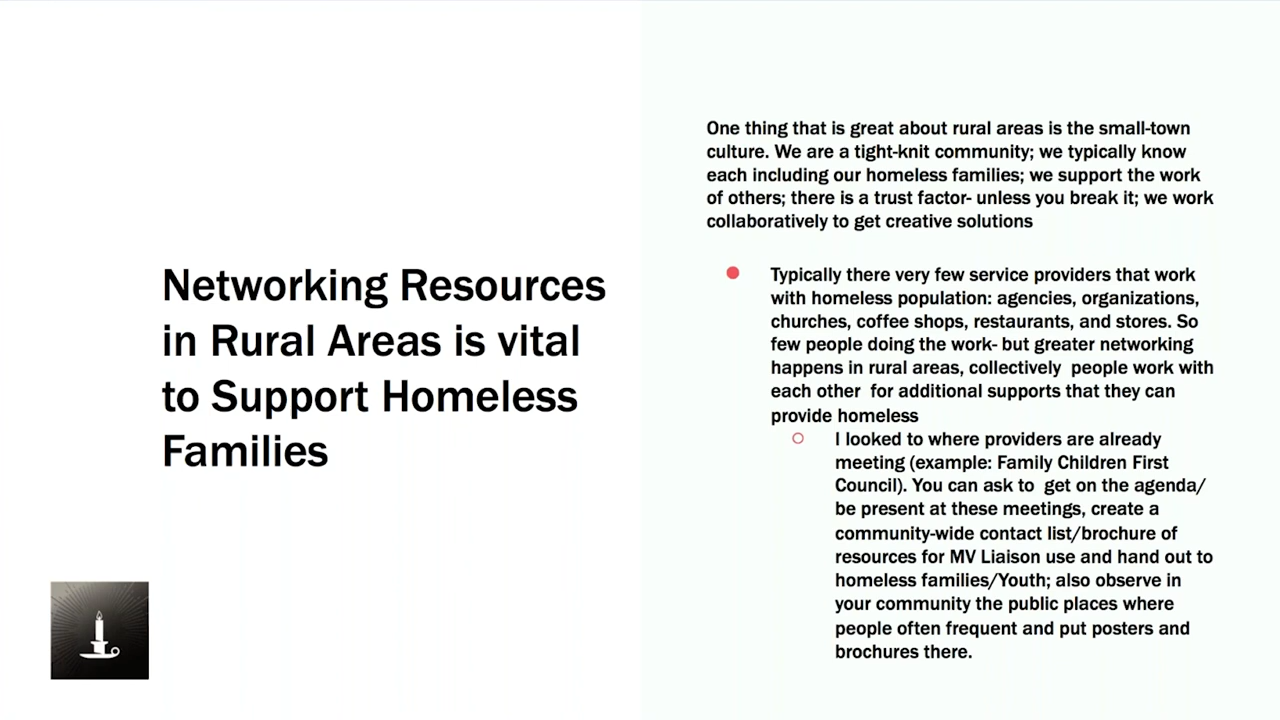 Networking Resources
in Rural Areas is vital
to Support Homeless
Families
One thing that is great about rural areas is the small-town
culture. We are a tight-knit community; we typically know
each including our homeless families; we support the work
of others; there is a trust factor- unless you break it; we work
collaboratively to get creative solutions
Typically there very few service providers that work
with homeless population: agencies, organizations,
churches, coffee shops, restaurants, and stores. So
few people doing the work- but greater networking
happens in rural areas, collectively people work with
each other for additional supports that they can
provide homeless
I looked to where providers are already
meeting (example: Family Children First
Council). You can ask to get on the agenda/
be present at these meetings, create a
community-wide contact list/brochure of
resources for MV Liaison use and hand out to
homeless families/Youth; also observe in
your community the public places where
people often frequent and put posters and
brochures there.